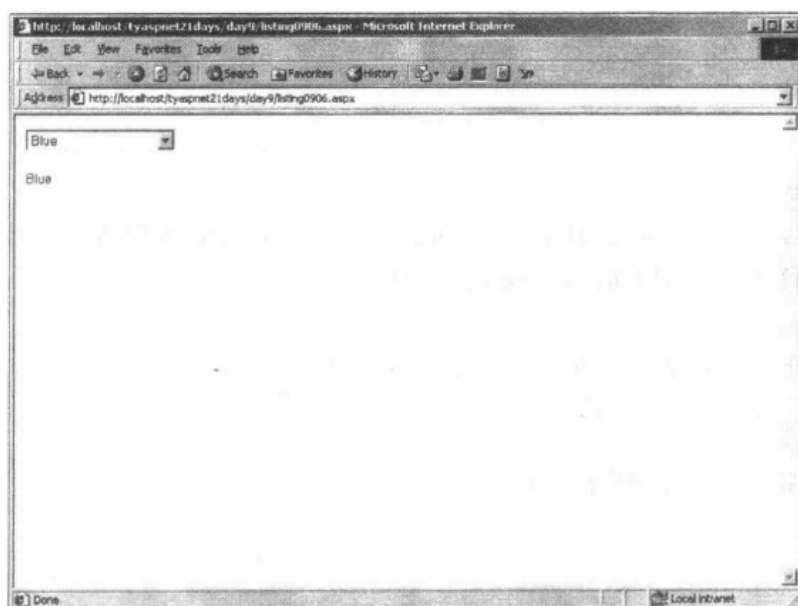 http://localhost/tyaspnet21days/day9/listing0906.aspx - Microsoft Internet Explorer
File Edit View Favorites Tools Help
Back Search Favorites History
Address http://localhost/tyaspnet21days/day9/listing0906.aspx
Blue
Blue
Done Local intranet